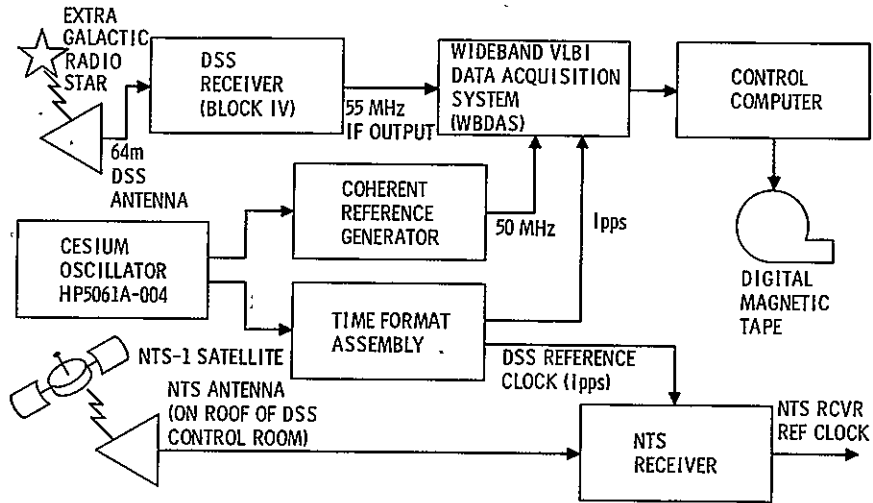 EXTRA
GALACTIC
RADIO
STAR
64m
DSS
ANTENNA
DSS
RECEIVER
(BLOCK IV)
55 MHz
IF OUTPUT
WIDEBAND VLBI
DATA ACQUISITION
SYSTEM
(WBDAS)
CONTROL
COMPUTER
DIGITAL
MAGNETIC
TAPE
COHERENT
REFERENCE
GENERATOR
50 MHz
1pps
CESIUM
OSCILLATOR
HP5061A-004
TIME FORMAT
ASSEMBLY
DSS REFERENCE
CLOCK (1pps)
NTS-1 SATELLITE
NTS ANTENNA
(ON ROOF OF DSS
CONTROL ROOM)
NTS
RECEIVER
NTS RCVR
REF CLOCK